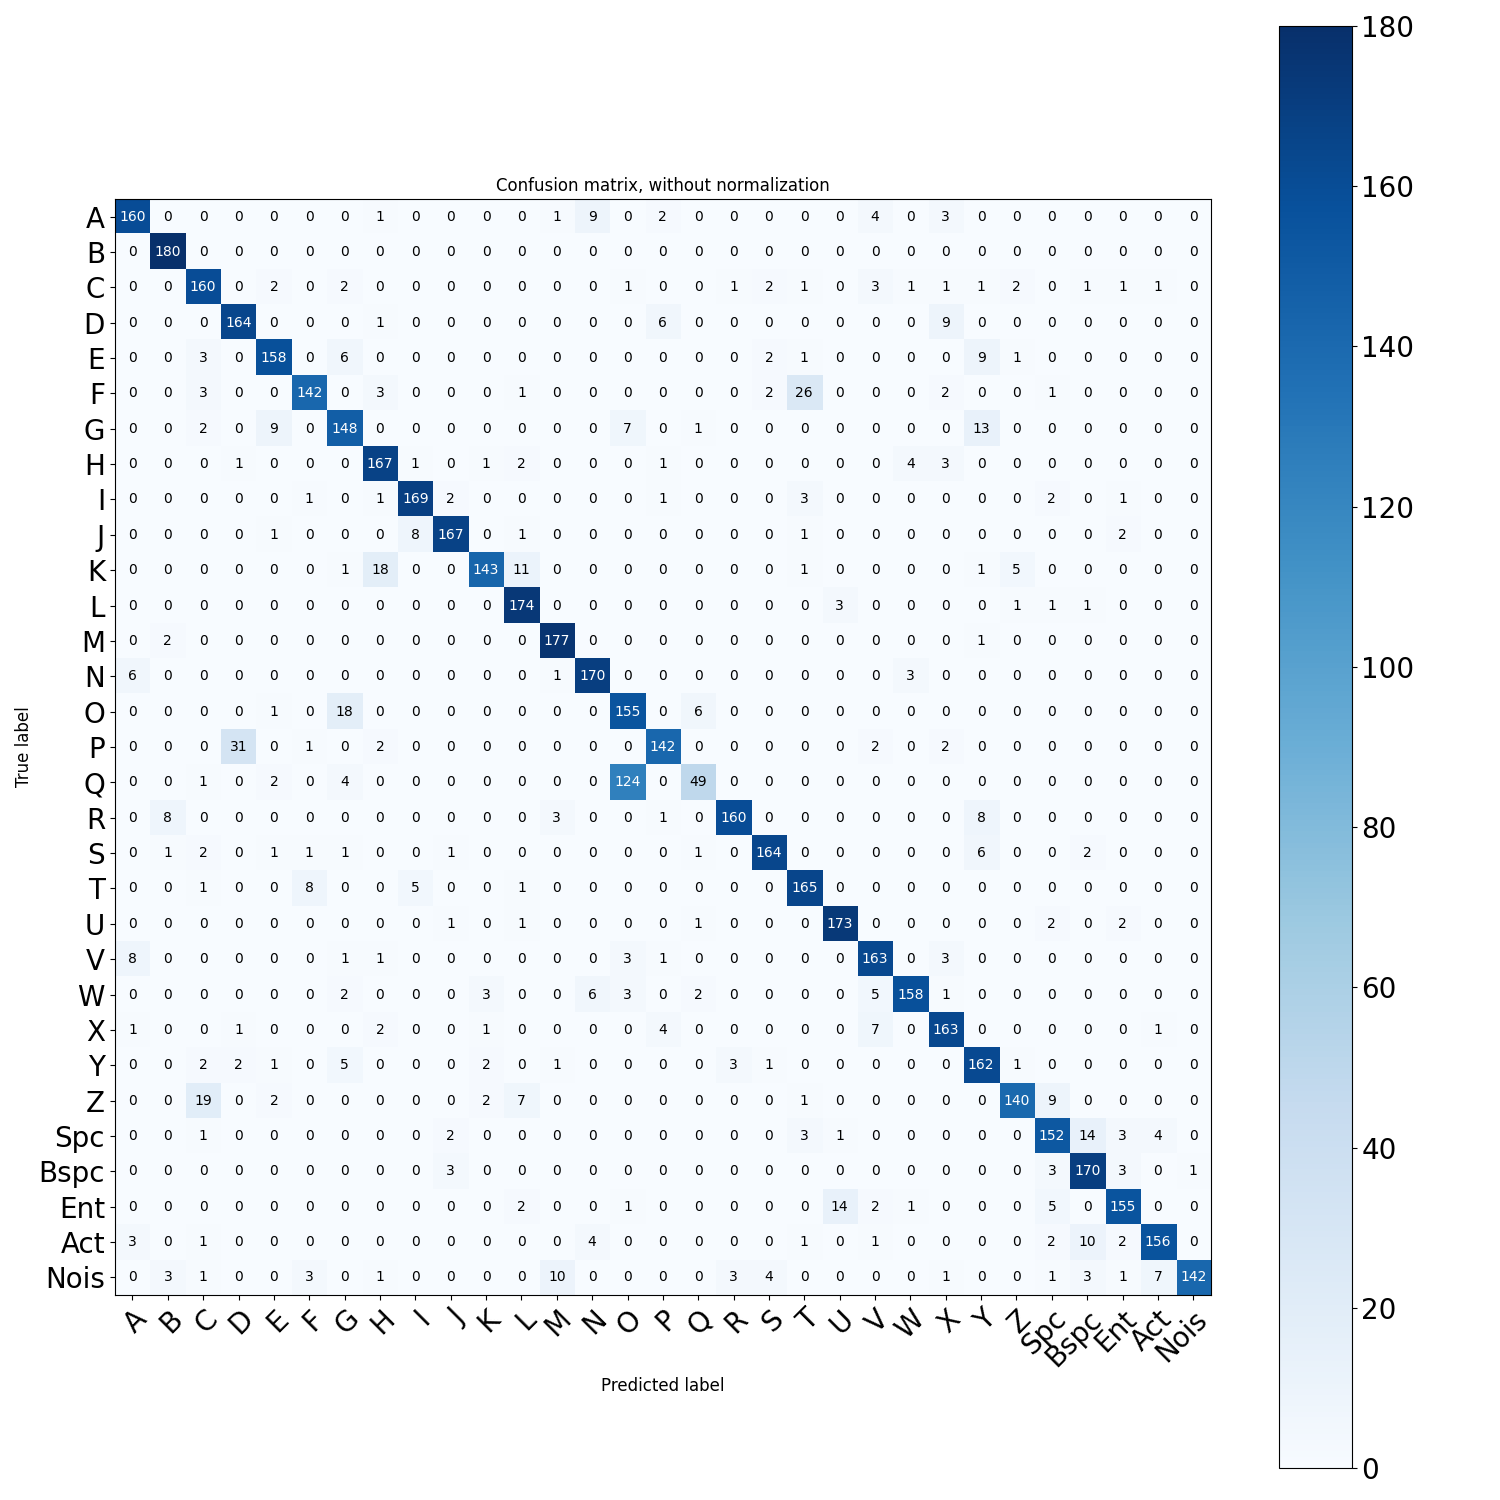 Confusion matrix, without normalization
A 160 0 0 0 0 0 0 1 0 0 0 0 1 9 0 2 0 0 0 0 0 4 0 3 0 0 0 0 0 0 0
B 0 180 0 0 0 0 0 0 0 0 0 0 0 0 0 0 0 0 0 0 0 0 0 0 0 0 0 0 0 0 0
C 0 0 160 0 2 0 2 0 0 0 0 0 0 0 1 0 0 1 2 1 0 3 1 1 1 2 0 1 1 1 0
D 0 0 0 164 0 0 0 1 0 0 0 0 0 0 0 6 0 0 0 0 0 0 0 9 0 0 0 0 0 0 0
E 0 0 3 0 158 0 6 0 0 0 0 0 0 0 0 0 0 0 2 1 0 0 0 0 9 1 0 0 0 0 0
F 0 0 3 0 0 142 0 3 0 0 0 1 0 0 0 0 0 0 2 26 0 0 0 2 0 0 1 0 0 0 0
G 0 0 2 0 9 0 148 0 0 0 0 0 0 0 7 0 1 0 0 0 0 0 0 0 13 0 0 0 0 0 0
H 0 0 0 1 0 0 0 167 1 0 1 2 0 0 0 1 0 0 0 0 0 0 4 3 0 0 0 0 0 0 0
I 0 0 0 0 0 1 0 1 169 2 0 0 0 0 0 1 0 0 0 3 0 0 0 0 0 0 2 0 1 0 0
J 0 0 0 0 1 0 0 0 8 167 0 1 0 0 0 0 0 0 0 1 0 0 0 0 0 0 0 0 2 0 0
K 0 0 0 0 0 0 1 18 0 0 143 11 0 0 0 0 0 0 0 1 0 0 0 0 1 5 0 0 0 0 0
L 0 0 0 0 0 0 0 0 0 0 0 174 0 0 0 0 0 0 0 0 3 0 0 0 0 1 1 1 0 0 0
M 0 2 0 0 0 0 0 0 0 0 0 0 177 0 0 0 0 0 0 0 0 0 0 0 1 0 0 0 0 0 0
N 6 0 0 0 0 0 0 0 0 0 0 0 1 170 0 0 0 0 0 0 0 0 3 0 0 0 0 0 0 0 0
O 0 0 0 0 1 0 18 0 0 0 0 0 0 0 155 0 6 0 0 0 0 0 0 0 0 0 0 0 0 0 0
P 0 0 0 31 0 1 0 2 0 0 0 0 0 0 0 142 0 0 0 0 0 2 0 2 0 0 0 0 0 0 0
Q 0 0 1 0 2 0 4 0 0 0 0 0 0 0 124 0 49 0 0 0 0 0 0 0 0 0 0 0 0 0 0
R 0 8 0 0 0 0 0 0 0 0 0 0 3 0 0 1 0 160 0 0 0 0 0 0 8 0 0 0 0 0 0
S 0 1 2 0 1 1 1 0 0 1 0 0 0 0 0 0 1 0 164 0 0 0 0 0 6 0 0 2 0 0 0
T 0 0 1 0 0 8 0 0 5 0 0 1 0 0 0 0 0 0 0 165 0 0 0 0 0 0 0 0 0 0 0
U 0 0 0 0 0 0 0 0 0 1 0 1 0 0 0 0 1 0 0 0 173 0 0 0 0 0 2 0 2 0 0
V 8 0 0 0 0 0 1 1 0 0 0 0 0 0 3 1 0 0 0 0 0 163 0 3 0 0 0 0 0 0 0
W 0 0 0 0 0 0 2 0 0 0 3 0 0 6 3 0 2 0 0 0 0 5 158 1 0 0 0 0 0 0 0
X 1 0 0 1 0 0 0 2 0 0 1 0 0 0 0 4 0 0 0 0 0 7 0 163 0 0 0 0 0 1 0
Y 0 0 2 2 1 0 5 0 0 0 2 0 1 0 0 0 0 3 1 0 0 0 0 0 162 1 0 0 0 0 0
Z 0 0 19 0 2 0 0 0 0 0 2 7 0 0 0 0 0 0 0 1 0 0 0 0 0 140 9 0 0 0 0
Spc 0 0 1 0 0 0 0 0 0 2 0 0 0 0 0 0 0 0 0 3 1 0 0 0 0 0 152 14 3 4 0
Bspc 0 0 0 0 0 0 0 0 0 3 0 0 0 0 0 0 0 0 0 0 0 0 0 0 0 0 3 170 3 0 1
Ent 0 0 0 0 0 0 0 0 0 0 0 2 0 0 1 0 0 0 0 0 14 2 1 0 0 0 5 0 155 0 0
Act 3 0 1 0 0 0 0 0 0 0 0 0 0 4 0 0 0 0 0 1 0 1 0 0 0 0 2 10 2 156 0
Nois 0 3 1 0 0 3 0 1 0 0 0 0 10 0 0 0 0 3 4 0 0 0 0 1 0 0 1 3 1 7 142
A B C D E F G H I J K L M N O P Q R S T U V W X Y Z Spc Bspc Ent Act Nois
Predicted label
True label
180
160
140
120
100
80
60
40
20
0